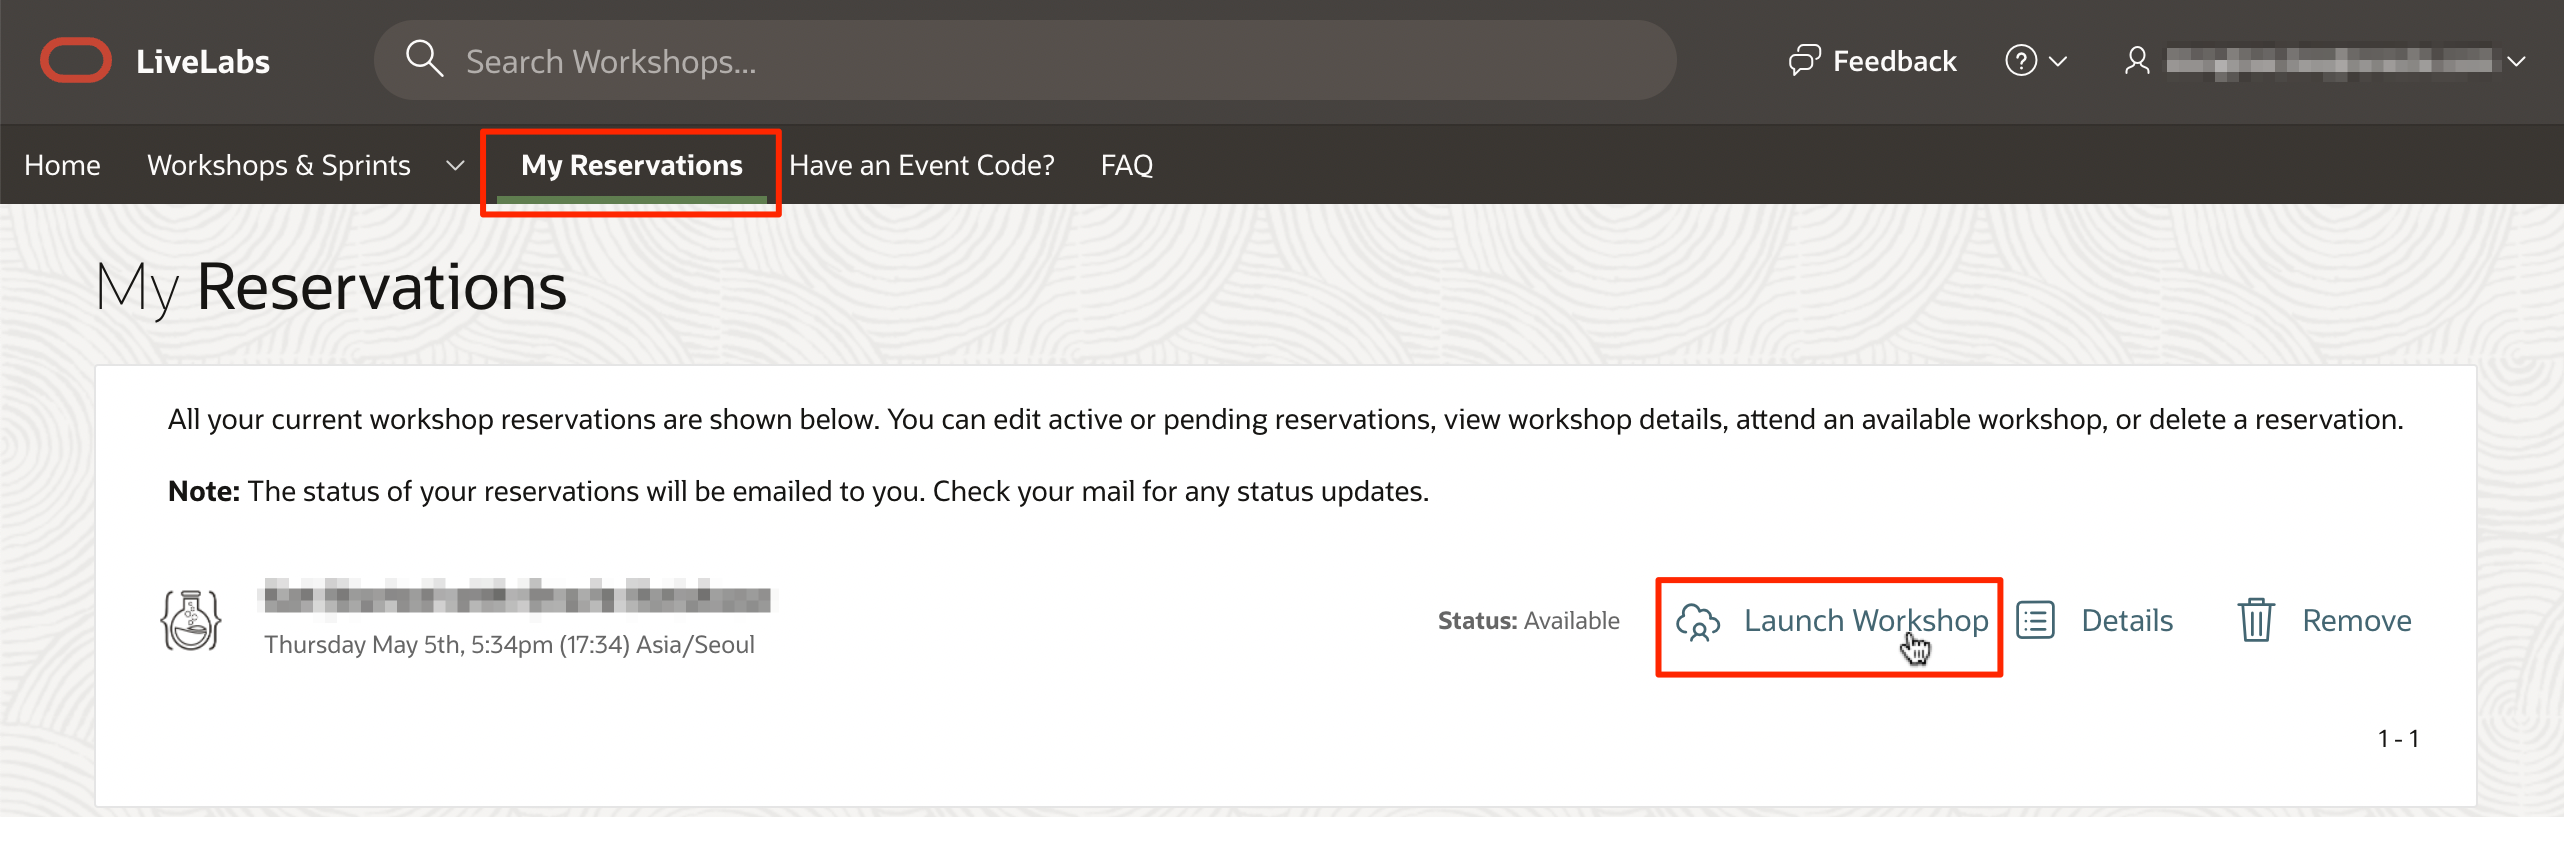 LiveLabs
Search Workshops...
Feedback
Home Workshops & Sprints My Reservations Have an Event Code? FAQ
My Reservations
All your current workshop reservations are shown below. You can edit active or pending reservations, view workshop details, attend an available workshop, or delete a reservation.
Note: The status of your reservations will be emailed to you. Check your mail for any status updates.
Thursday May 5th, 5:34pm (17:34) Asia/Seoul
Status: Available Launch Workshop Details Remove
1 - 1